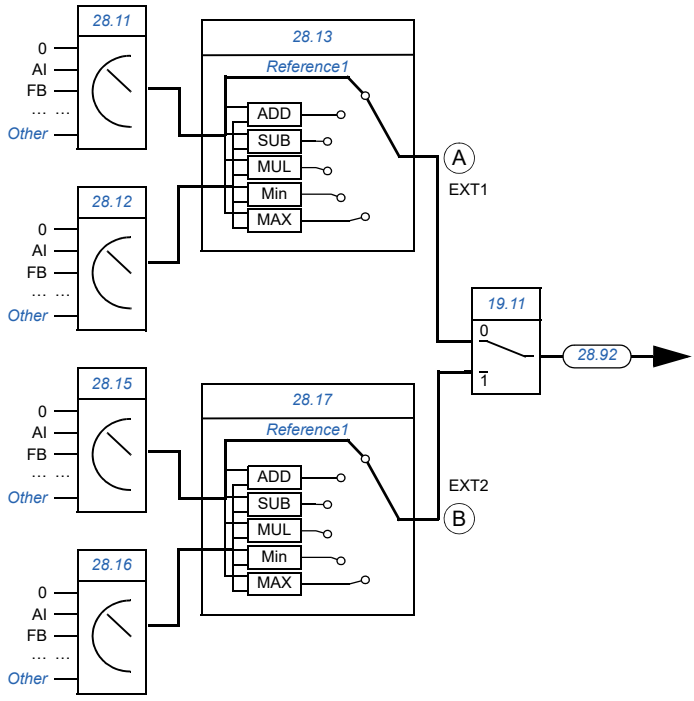 28.11
0
AI
FB
... ...
Other
28.12
0
AI
FB
... ...
Other
28.13
Reference1
ADD
SUB
MUL
Min
MAX
A
EXT1
19.11
0
1
28.92
28.15
0
AI
FB
... ...
Other
28.16
0
AI
FB
... ...
Other
28.17
Reference1
ADD
SUB
MUL
Min
MAX
EXT2
B